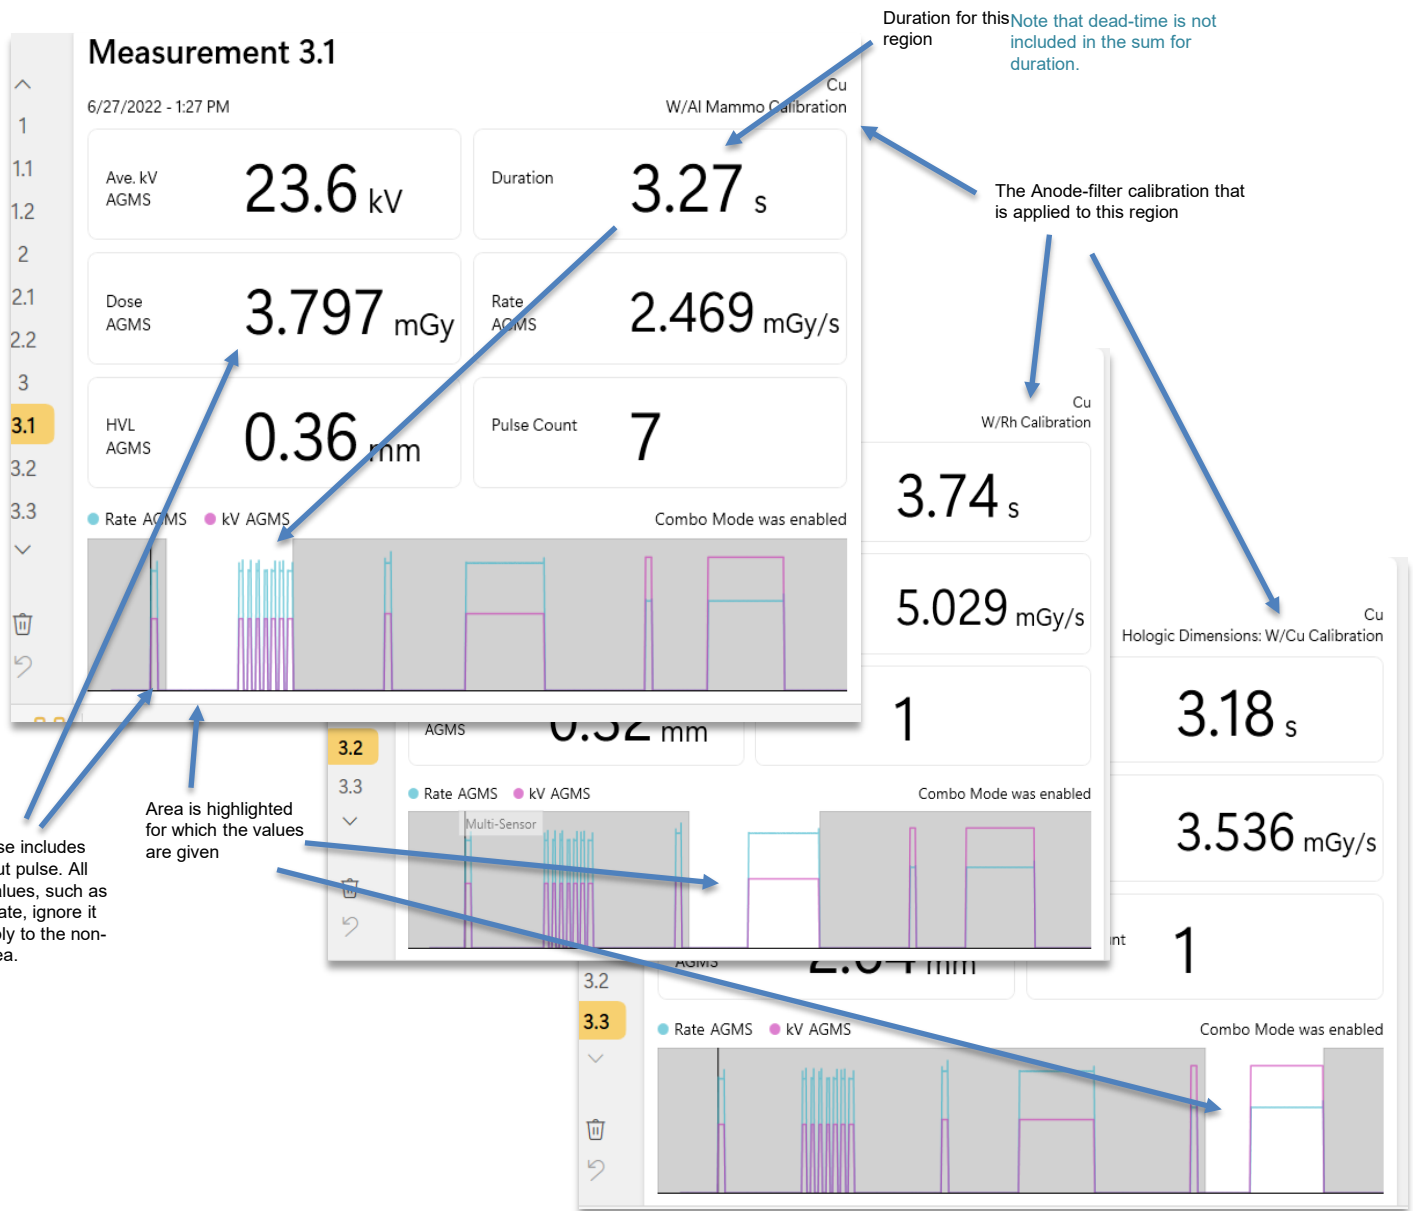 Duration for this
region
Note that dead-time is not
included in the sum for
duration.
Measurement 3.1
6/27/2022 - 1:27 PM
Cu
W/Al Mammo Calibration
1
1.1
1.2
2
2.1
2.2
3
3.1
3.2
3.3
Ave. kV
AGMS
23.6 kV
Duration
3.27 s
Dose
AGMS
3.797 mGy
Rate
AGMS
2.469 mGy/s
HVL
AGMS
0.36 mm
Pulse Count
7
Rate AGMS
kV AGMS
Combo Mode was enabled
The Anode-filter calibration that
is applied to this region
Cu
W/Rh Calibration
3.74 s
5.029 mGy/s
1
AGMS
mm
3.2
3.3
Rate AGMS
kV AGMS
Combo Mode was enabled
Multi-Sensor
Cu
Hologic Dimensions: W/Cu Calibration
3.18 s
3.536 mGy/s
nt
1
AGMS
mm
3.2
3.3
Rate AGMS
kV AGMS
Combo Mode was enabled
Area is highlighted
for which the values
are given
se includes
ut pulse. All
alues, such as
ate, ignore it
ply to the non-
ea.